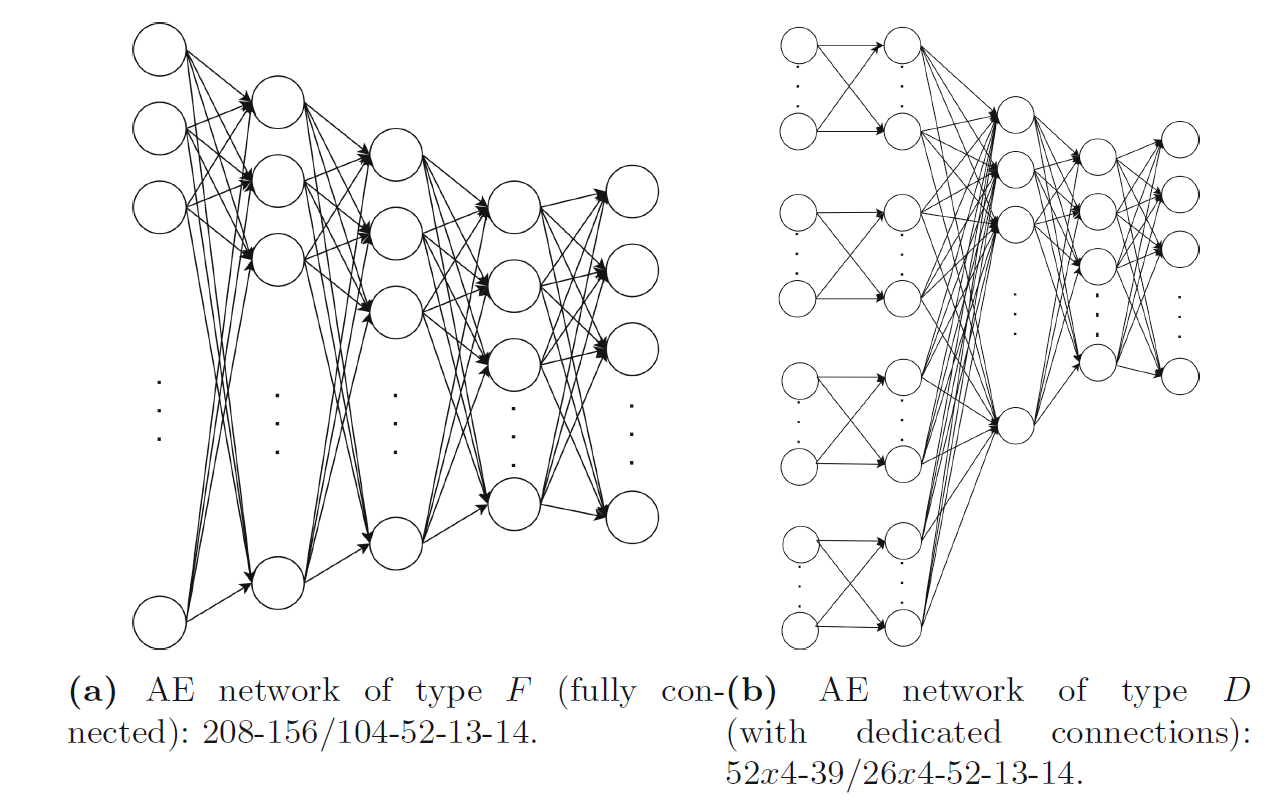 (a) AE network of type F (fully con-
nected): 208-156/104-52-13-14.
(b) AE network of type D
(with dedicated connections):
52x4-39/26x4-52-13-14.